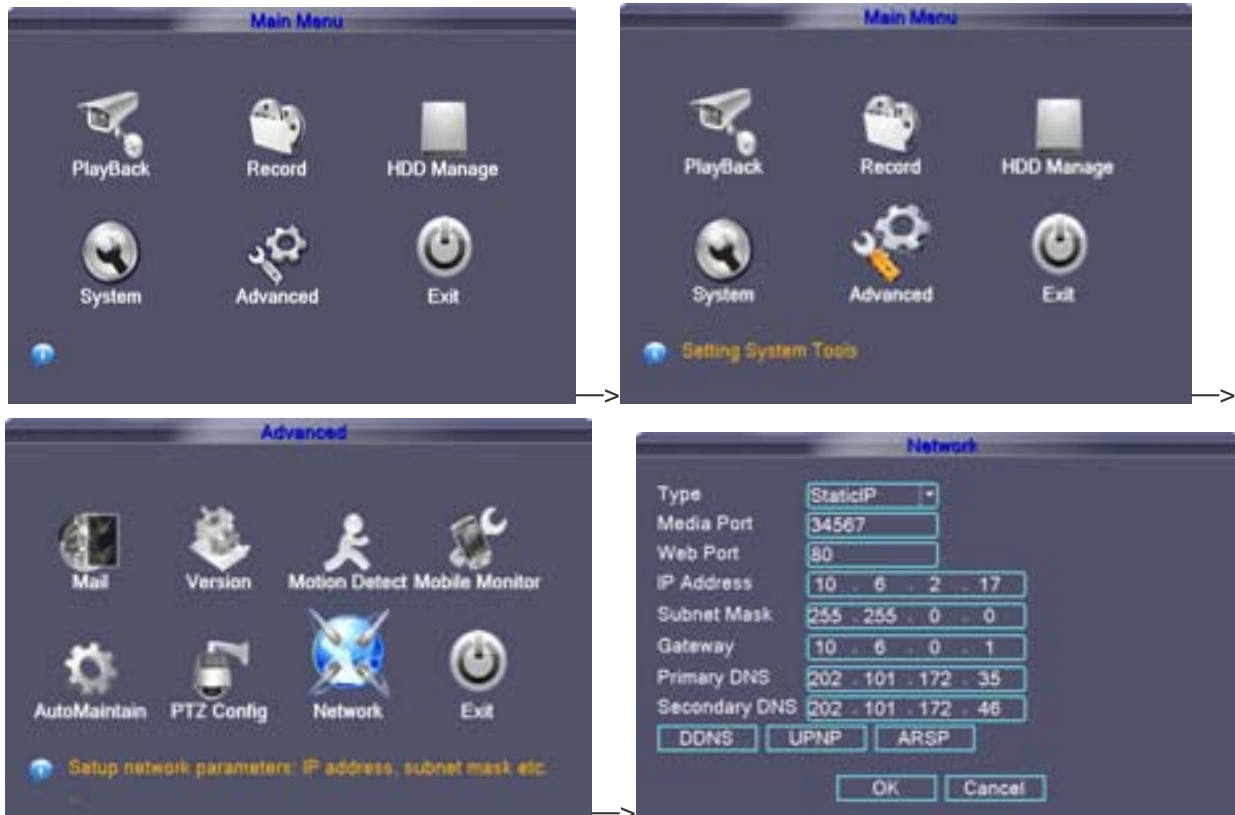 Main Menu
PlayBack Record HDD Manage
System Advanced Exit
—>
Main Menu
PlayBack Record HDD Manage
System Advanced Exit
Setting System Tools
—>
Advanced
Mail Version Motion Detect Mobile Monitor
AutoMaintain PTZ Config Network Exit
Setup network parameters: IP address, subnet mask etc.
—>
Network
Type StaticIP
Media Port 34567
Web Port 80
IP Address 10 . 6 . 2 . 17
Subnet Mask 255 . 255 . 0 . 0
Gateway 10 . 6 . 0 . 1
Primary DNS 202 . 101 . 172 . 35
Secondary DNS 202 . 101 . 172 . 46
DDNS UPNP ARSP
OK Cancel